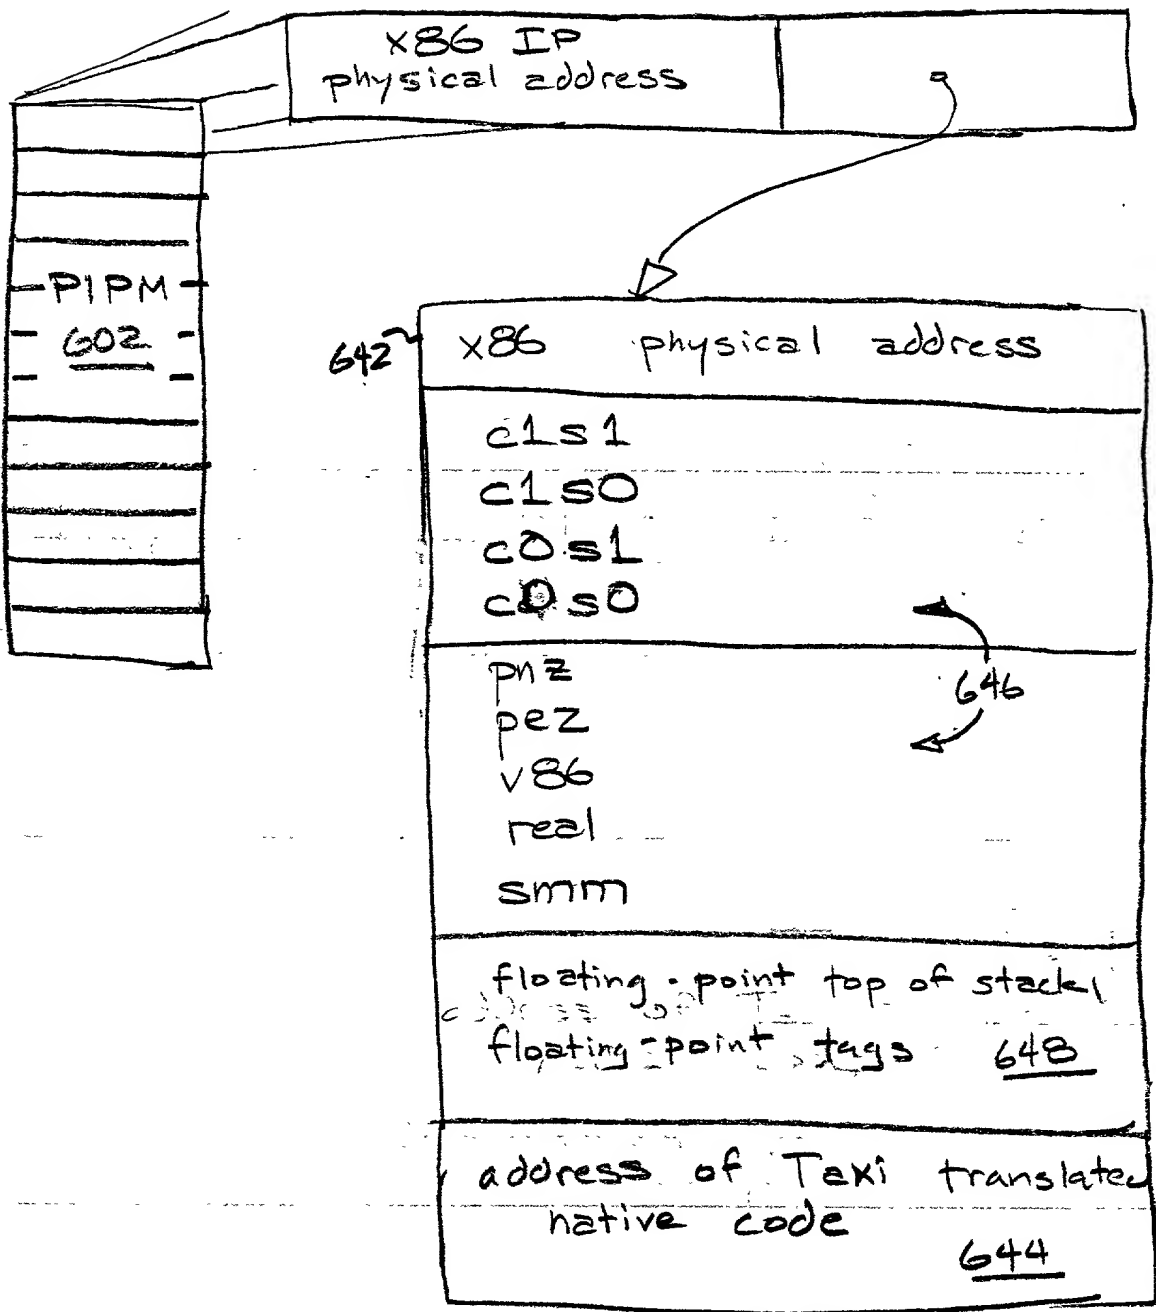 x86 IP
physical address
PIPM
602
642
x86 physical address
c1s1
c1s0
c0s1
c0s0
646
pnz
pez
v86
real
smm
floating-point top of stack,
floating-point tags 648
address of Taxi translated
native code
644